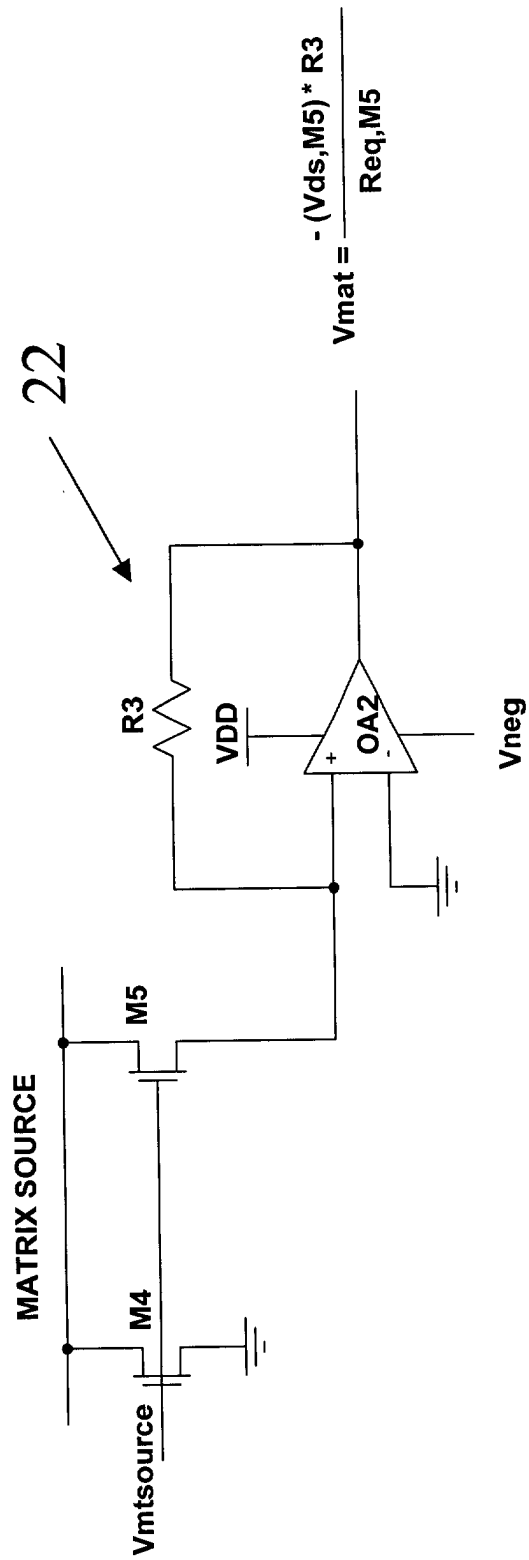 MATRIX SOURCE
Vmtsource
M4
M5
R3
22
VDD
+
OA2
-
Vneg
Vmat = - (Vds,M5) * R3
Req,M5